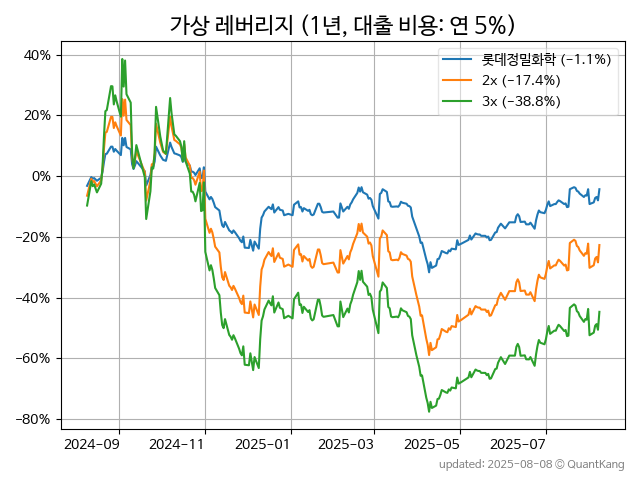 가상 레버리지 (1년, 대출 비용: 연 5%)
롯데정밀화학 (−1.1%)
2x (−17.4%)
3x (−38.8%)
40%
20%
0%
−20%
−40%
−60%
−80%
2024-09 2024-11 2025-01 2025-03 2025-05 2025-07
updated: 2025-08-08 © QuantKang